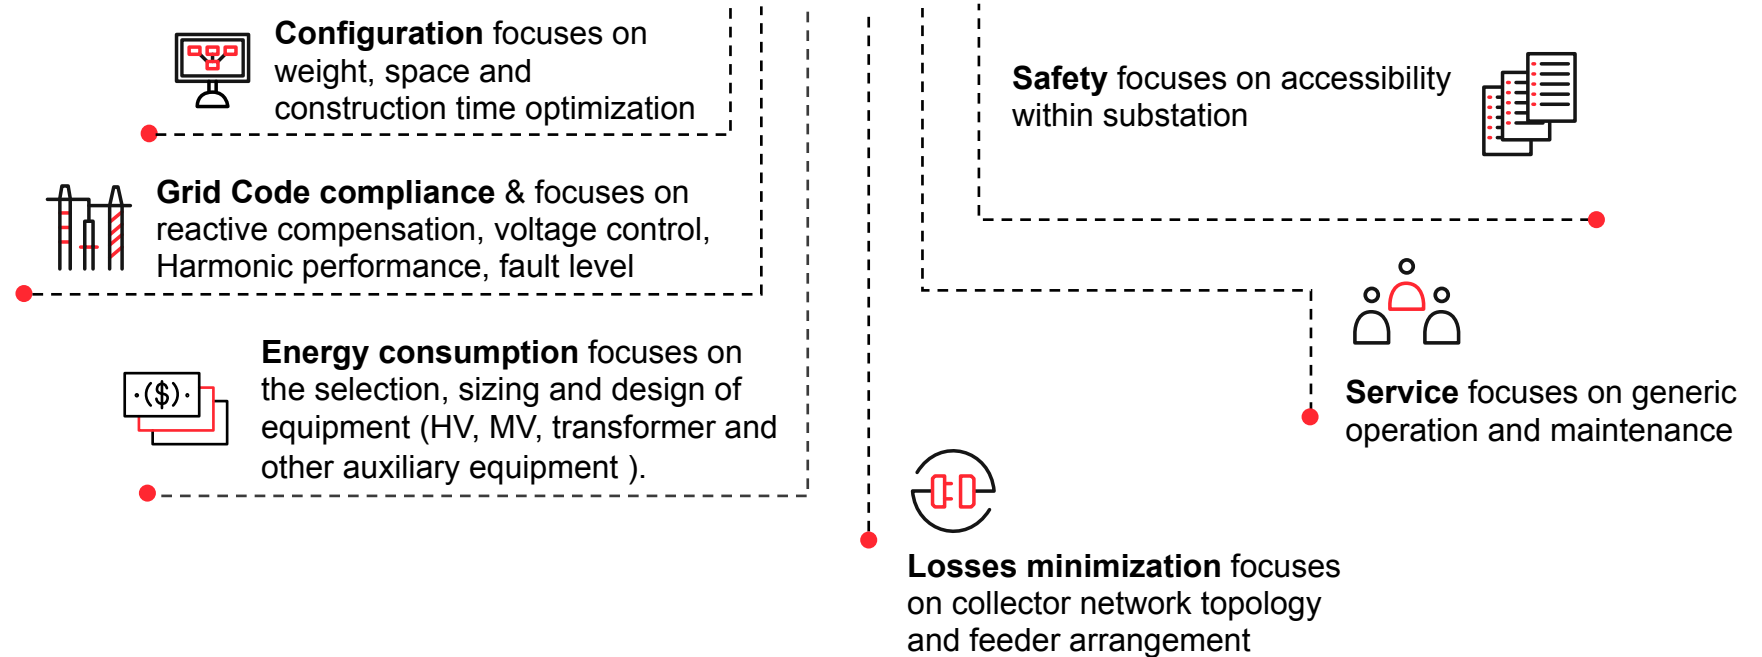 Configuration focuses on
weight, space and
construction time optimization
Grid Code compliance & focuses on
reactive compensation, voltage control,
Harmonic performance, fault level
Energy consumption focuses on
the selection, sizing and design of
equipment (HV, MV, transformer and
other auxiliary equipment ).
·($)·
Losses minimization focuses
on collector network topology
and feeder arrangement
Safety focuses on accessibility
within substation
Service focuses on generic
operation and maintenance